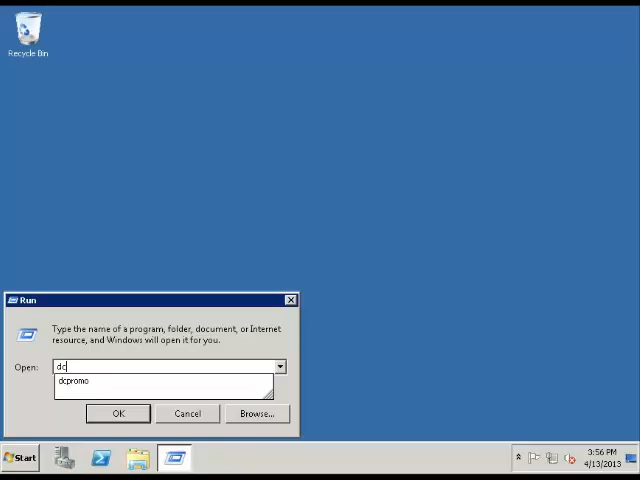 Recycle Bin
Run
Type the name of a program, folder, document, or Internet
resource, and Windows will open it for you.
Open: dc
dcpromo
OK Cancel Browse...
Start
3:56 PM
4/13/2013